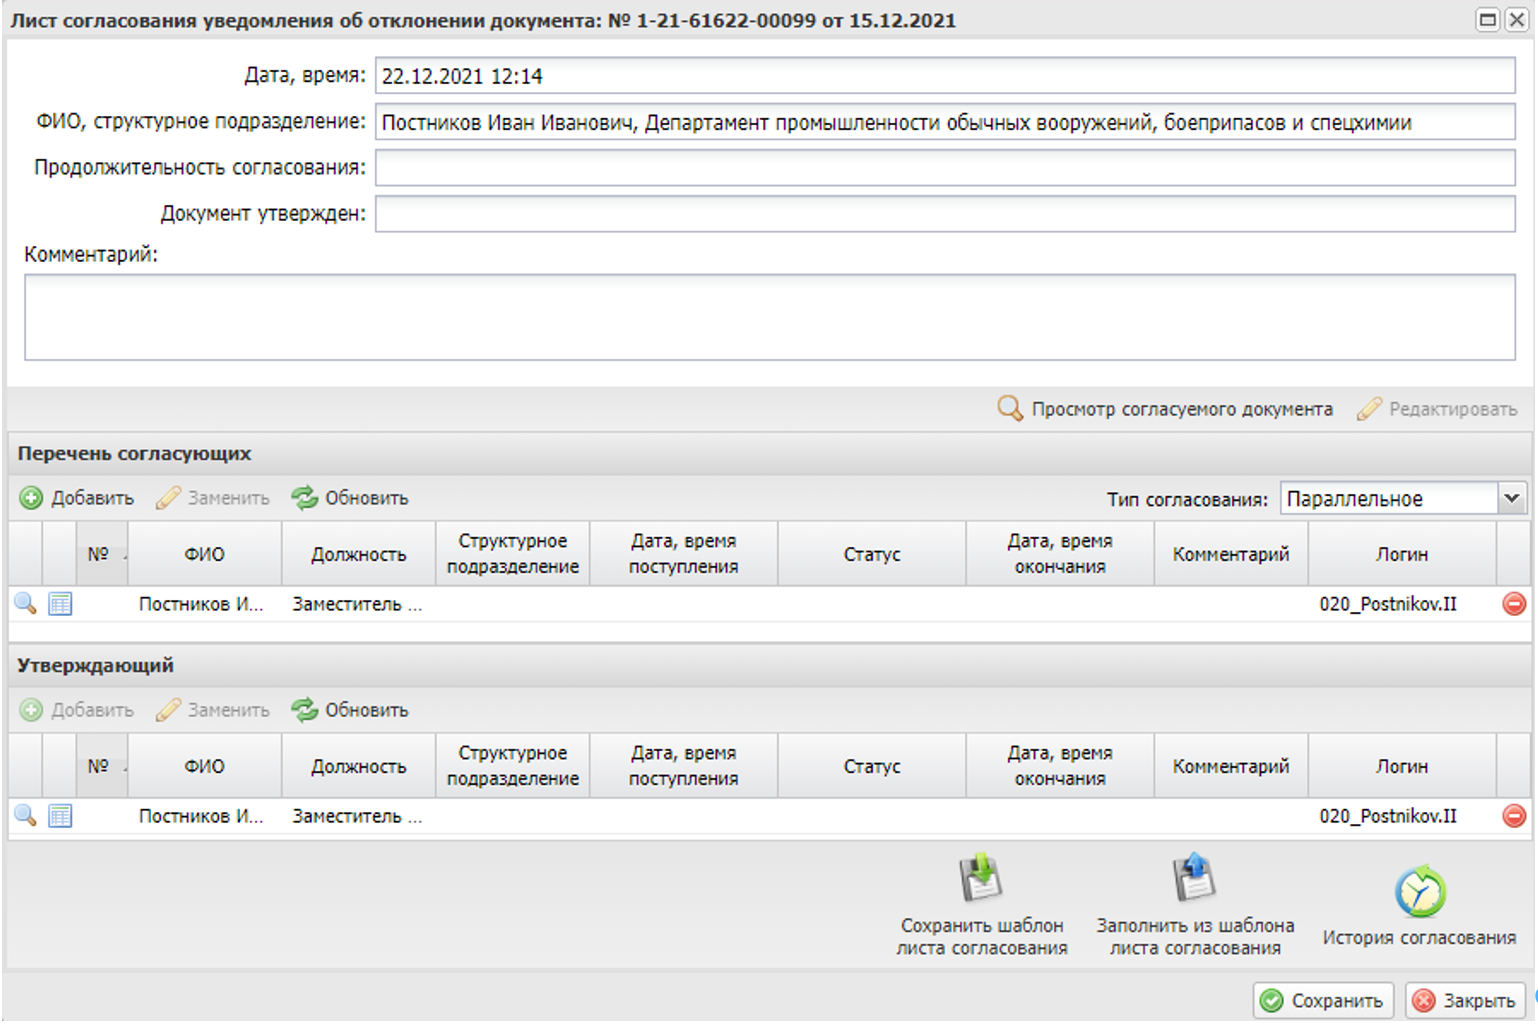 Лист согласования уведомления об отклонении документа: № 1-21-61622-00099 от 15.12.2021
Дата, время: 22.12.2021 12:14
ФИО, структурное подразделение: Постников Иван Иванович, Департамент промышленности обычных вооружений, боеприпасов и спецхимии
Продолжительность согласования:
Документ утвержден:
Комментарий:
Просмотр согласуемого документа Редактировать
Перечень согласующих
Добавить Заменить Обновить Тип согласования: Параллельное
№ ФИО Должность Структурное подразделение Дата, время поступления Статус Дата, время окончания Комментарий Логин
Постников И... Заместитель ... 020_Postnikov.II
Утверждающий
Добавить Заменить Обновить
№ ФИО Должность Структурное подразделение Дата, время поступления Статус Дата, время окончания Комментарий Логин
Постников И... Заместитель ... 020_Postnikov.II
Сохранить шаблон
листа согласования
Заполнить из шаблона
листа согласования
История согласования
Сохранить Закрыть